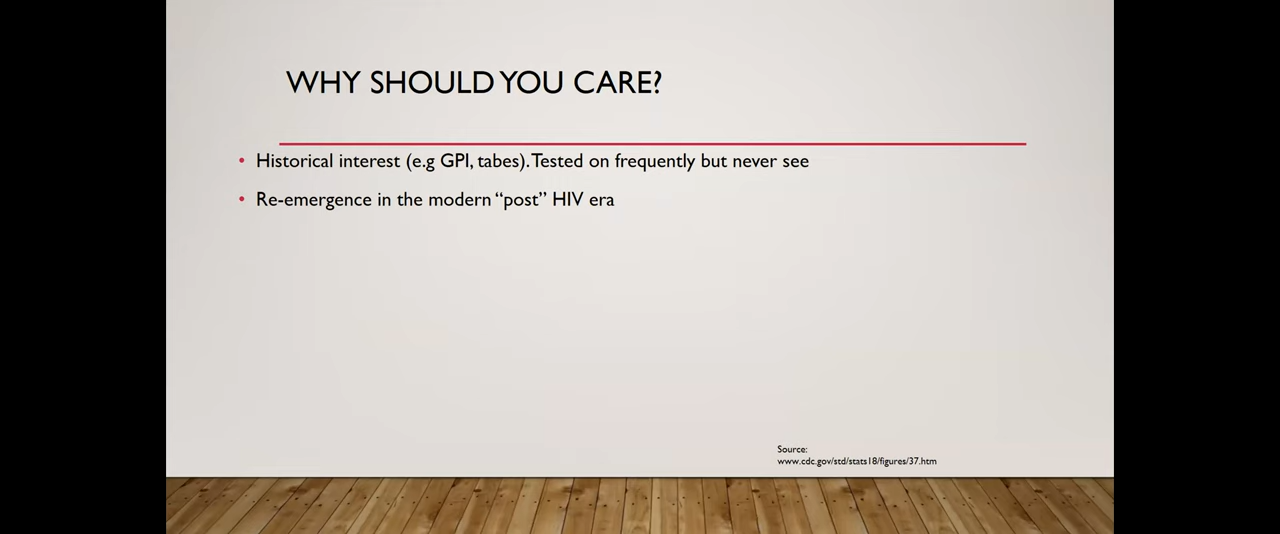 WHY SHOULD YOU CARE?
• Historical interest (e.g GPI, tabes). Tested on frequently but never see
• Re-emergence in the modern “post” HIV era
Source:
www.cdc.gov/std/stats18/figures/37.htm